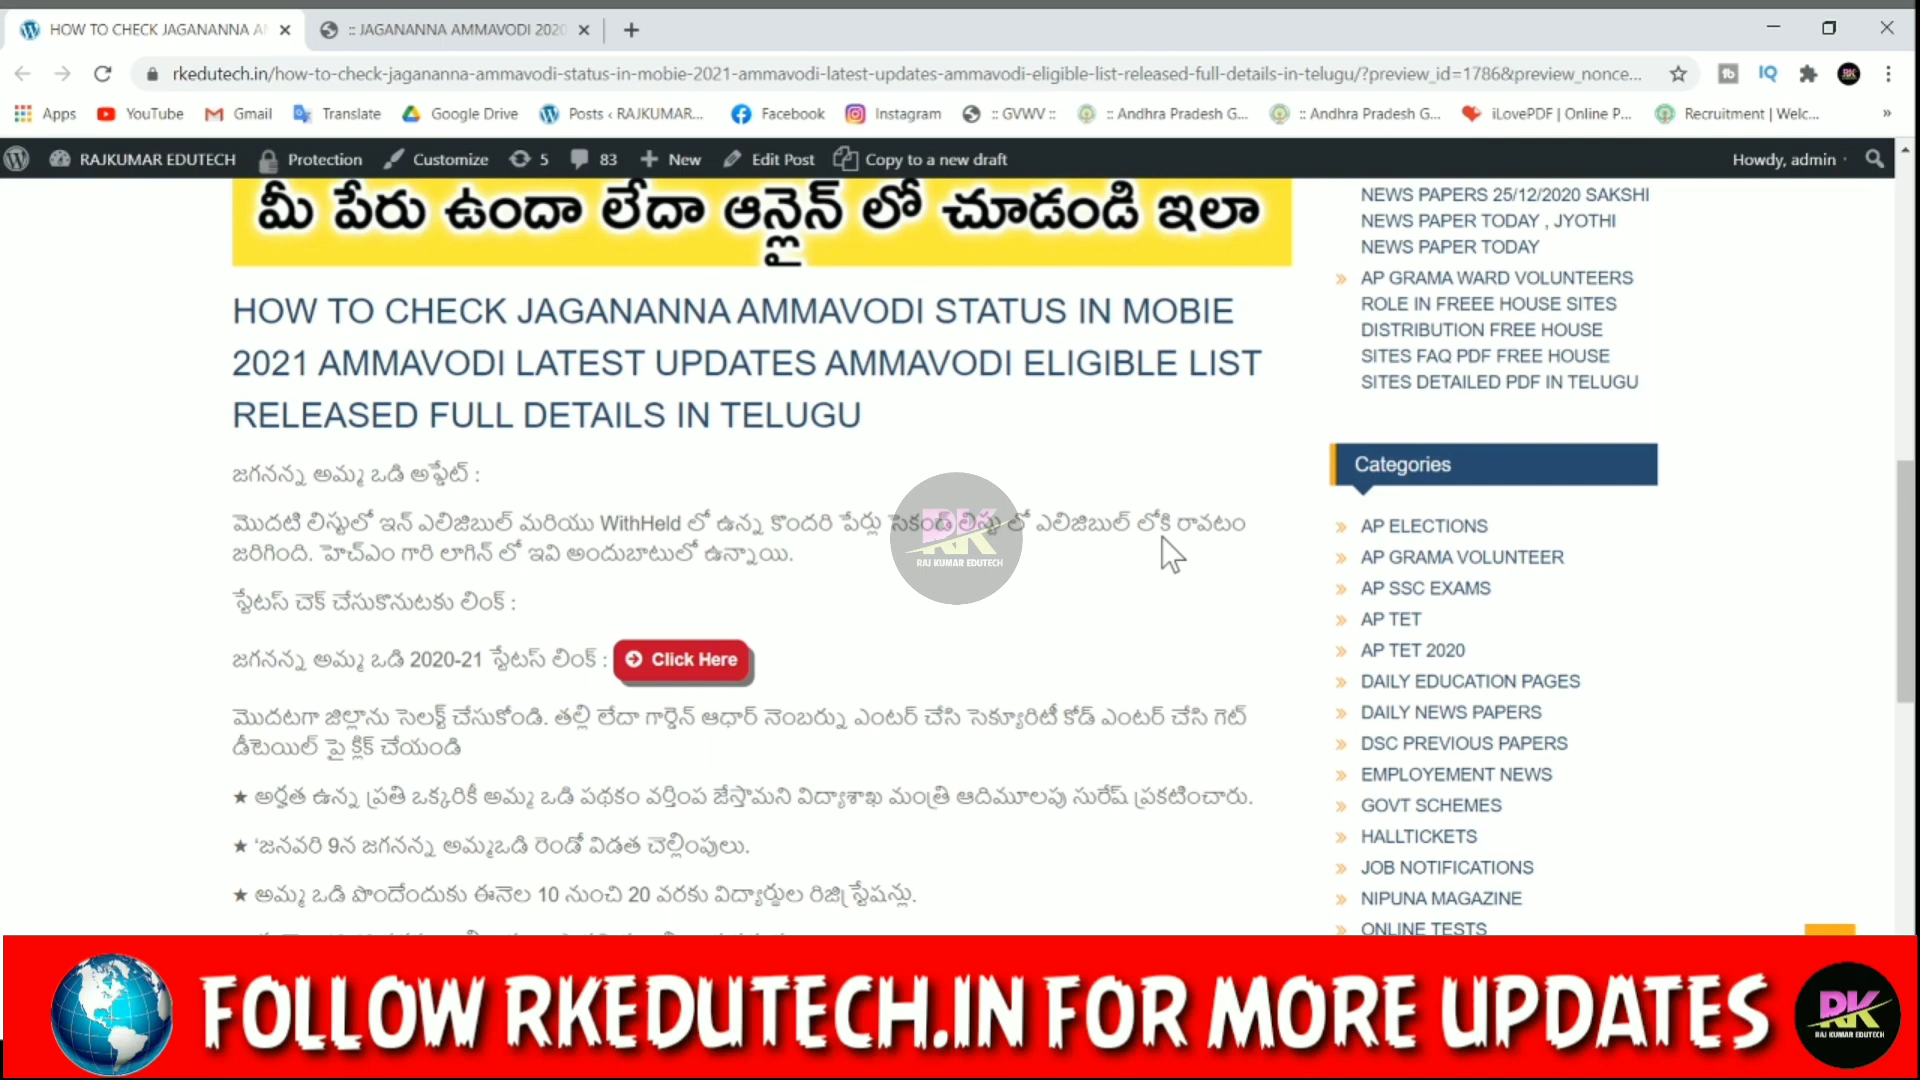 HOW TO CHECK JAGANANNA A
:: JAGANANNA AMMAVODI 2020
rkedutech.in/how-to-check-jagananna-ammavodi-status-in-mobie-2021-ammavodi-latest-updates-ammavodi-eligible-list-released-full-details-in-telugu/?preview_id=1786&preview_nonce...
Apps YouTube Gmail Translate Google Drive Posts ‹ RAJKUMAR... Facebook Instagram :: GVWV :: :: Andhra Pradesh G... :: Andhra Pradesh G... iLovePDF | Online P... Recruitment | Welc... »
RAJKUMAR EDUTECH Protection Customize 5 83 New Edit Post Copy to a new draft Howdy, admin
మీ పేరు ఉందా లేదా ఆన్లైన్ లో చూడండి ఇలా
HOW TO CHECK JAGANANNA AMMAVODI STATUS IN MOBIE
2021 AMMAVODI LATEST UPDATES AMMAVODI ELIGIBLE LIST
RELEASED FULL DETAILS IN TELUGU
జగనన్న అమ్మ ఒడి అప్డేట్ :
మొదటి లిస్టులో ఇన్ ఎలిజిబుల్ మరియు WithHeld లో ఉన్న కొందరి పేర్లు సెకండ్ లిస్టు లో ఎలిజిబుల్ లోకి రావటం
జరిగింది. హెచ్ఎం గారి లాగిన్ లో ఇవి అందుబాటులో ఉన్నాయి.
స్టేటస్ చెక్ చేసుకొనుటకు లింక్ :
జగనన్న అమ్మ ఒడి 2020-21 స్టేటస్ లింక్ : Click Here
మొదటగా జిల్లాను సెలక్ట్ చేసుకోండి. తల్లి లేదా గార్డెన్ ఆధార్ నెంబర్ను ఎంటర్ చేసి సెక్యూరిటీ కోడ్ ఎంటర్ చేసి గెట్
డీటెయిల్ పై క్లిక్ చేయండి
★ అర్హత ఉన్న ప్రతి ఒక్కరికీ అమ్మ ఒడి పథకం వర్తింప జేస్తామని విద్యాశాఖ మంత్రి ఆదిమూలపు సురేష్ ప్రకటించారు.
★ ‘జనవరి 9న జగనన్న అమ్మఒడి రెండో విడత చెల్లింపులు.
★ అమ్మ ఒడి పొందేందుకు ఈనెల 10 నుంచి 20 వరకు విద్యార్థుల రిజిస్ట్రేషన్లు.
RK
RAJ KUMAR EDUTECH
NEWS PAPERS 25/12/2020 SAKSHI
NEWS PAPER TODAY , JYOTHI
NEWS PAPER TODAY
» AP GRAMA WARD VOLUNTEERS
ROLE IN FREEE HOUSE SITES
DISTRIBUTION FREE HOUSE
SITES FAQ PDF FREE HOUSE
SITES DETAILED PDF IN TELUGU
Categories
» AP ELECTIONS
» AP GRAMA VOLUNTEER
» AP SSC EXAMS
» AP TET
» AP TET 2020
» DAILY EDUCATION PAGES
» DAILY NEWS PAPERS
» DSC PREVIOUS PAPERS
» EMPLOYEMENT NEWS
» GOVT SCHEMES
» HALLTICKETS
» JOB NOTIFICATIONS
» NIPUNA MAGAZINE
» ONLINE TESTS
FOLLOW RKEDUTECH.IN FOR MORE UPDATES
RK
RAJ KUMAR EDUTECH